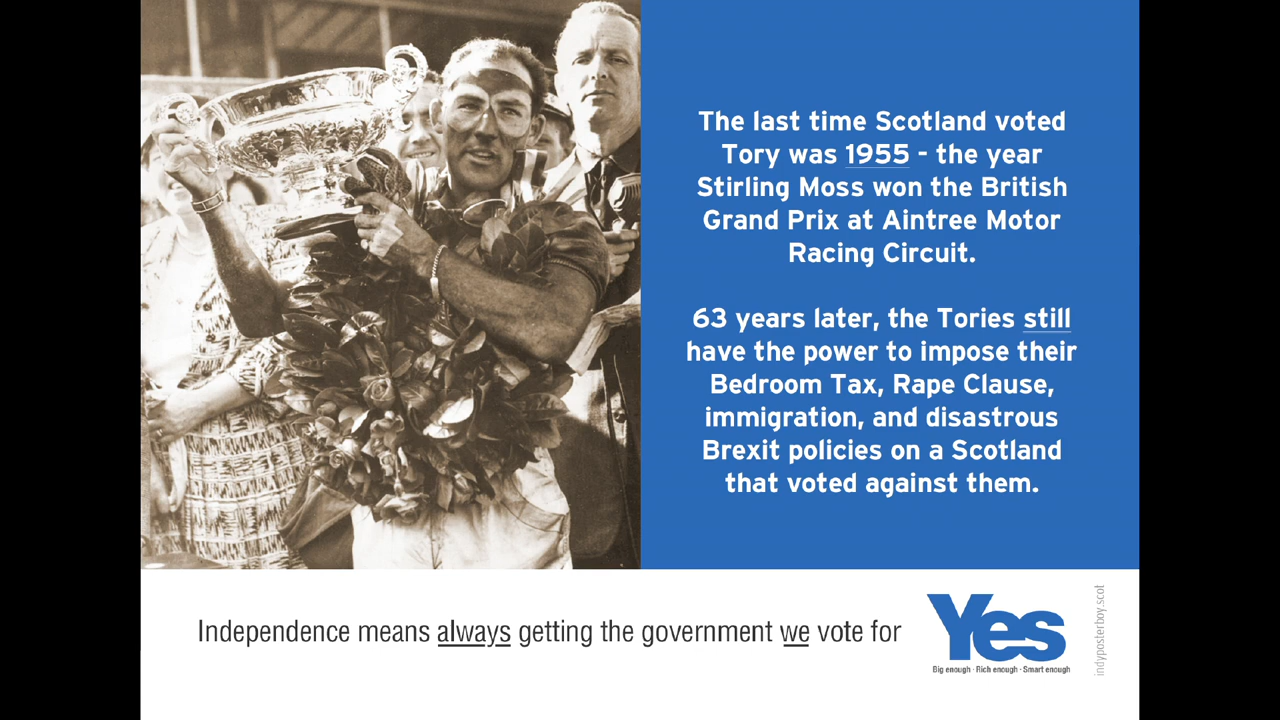 The last time Scotland voted
Tory was 1955 - the year
Stirling Moss won the British
Grand Prix at Aintree Motor
Racing Circuit.
63 years later, the Tories still
have the power to impose their
Bedroom Tax, Rape Clause,
immigration, and disastrous
Brexit policies on a Scotland
that voted against them.
Independence means always getting the government we vote for
Yes
Big enough · Rich enough · Smart enough
indyposterboy.scot